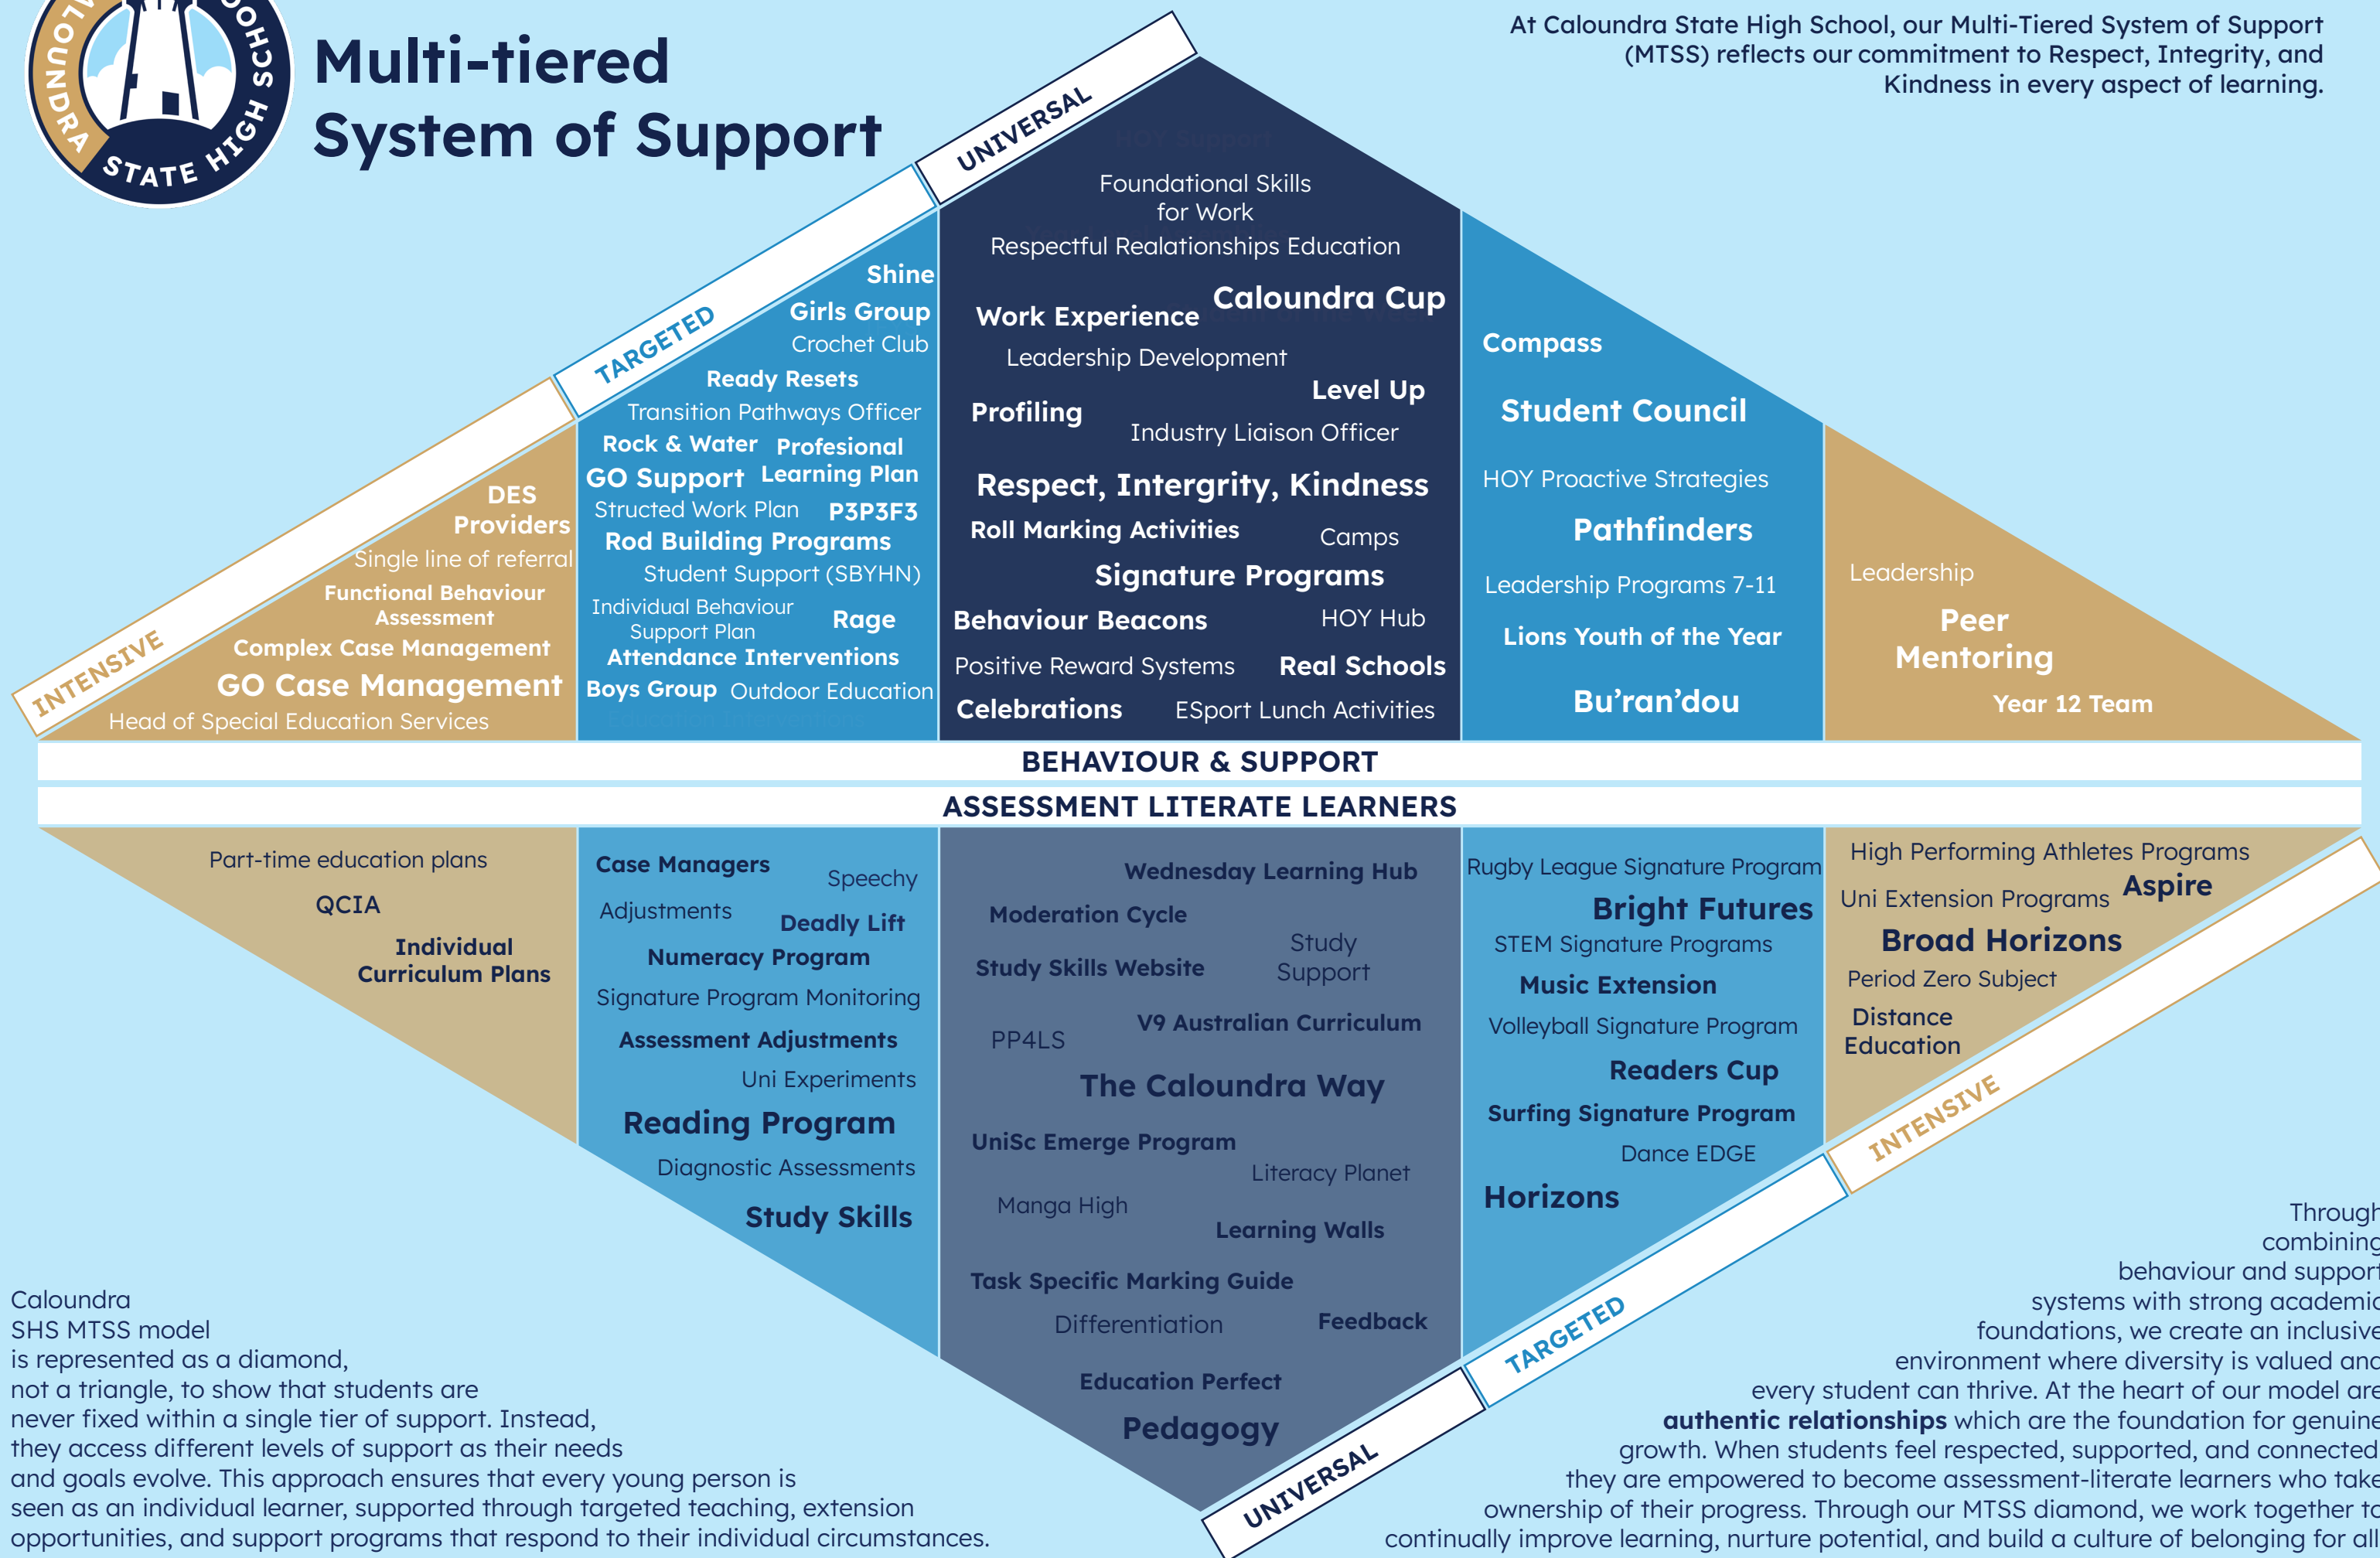 CALOUNDRA STATE HIGH SCHOOL
Multi-tiered
System of Support
At Caloundra State High School, our Multi-Tiered System of Support
(MTSS) reflects our commitment to Respect, Integrity, and
Kindness in every aspect of learning.
UNIVERSAL
TARGETED
INTENSIVE
DES
Providers
Single line of referral
Functional Behaviour
Assessment
Complex Case Management
GO Case Management
Head of Special Education Services
Shine
Girls Group
Crochet Club
Ready Resets
Transition Pathways Officer
Rock & Water
Profesional
Learning Plan
GO Support
Structed Work Plan
P3P3F3
Rod Building Programs
Student Support (SBYHN)
Individual Behaviour
Support Plan
Rage
Attendance Interventions
Boys Group
Outdoor Education
Education Interventions
HOY Support
Foundational Skills
for Work
Respectful Realationships Education
Caloundra Cup
Work Experience
Leadership Development
Level Up
Profiling
Industry Liaison Officer
Respect, Intergrity, Kindness
Roll Marking Activities
Camps
Signature Programs
Behaviour Beacons
HOY Hub
Positive Reward Systems
Real Schools
Celebrations
ESport Lunch Activities
Compass
Student Council
HOY Proactive Strategies
Pathfinders
Leadership Programs 7-11
Lions Youth of the Year
Bu’ran’dou
Leadership
Peer
Mentoring
Year 12 Team
BEHAVIOUR & SUPPORT
ASSESSMENT LITERATE LEARNERS
Part-time education plans
QCIA
Individual
Curriculum Plans
Case Managers
Speechy
Adjustments
Deadly Lift
Numeracy Program
Signature Program Monitoring
Assessment Adjustments
Uni Experiments
Reading Program
Diagnostic Assessments
Study Skills
Wednesday Learning Hub
Moderation Cycle
Study
Support
Study Skills Website
V9 Australian Curriculum
PP4LS
The Caloundra Way
UniSc Emerge Program
Literacy Planet
Manga High
Learning Walls
Task Specific Marking Guide
Differentiation
Feedback
Education Perfect
Pedagogy
Rugby League Signature Program
Bright Futures
STEM Signature Programs
Music Extension
Volleyball Signature Program
Readers Cup
Surfing Signature Program
Dance EDGE
Horizons
High Performing Athletes Programs
Aspire
Uni Extension Programs
Broad Horizons
Period Zero Subject
Distance
Education
INTENSIVE
TARGETED
UNIVERSAL
Caloundra
SHS MTSS model
is represented as a diamond,
not a triangle, to show that students are
never fixed within a single tier of support. Instead,
they access different levels of support as their needs
and goals evolve. This approach ensures that every young person is
seen as an individual learner, supported through targeted teaching, extension
opportunities, and support programs that respond to their individual circumstances.
Through
combining
behaviour and support
systems with strong academic
foundations, we create an inclusive
environment where diversity is valued and
every student can thrive. At the heart of our model are
authentic relationships which are the foundation for genuine
growth. When students feel respected, supported, and connected
they are empowered to become assessment-literate learners who take
ownership of their progress. Through our MTSS diamond, we work together to
continually improve learning, nurture potential, and build a culture of belonging for all